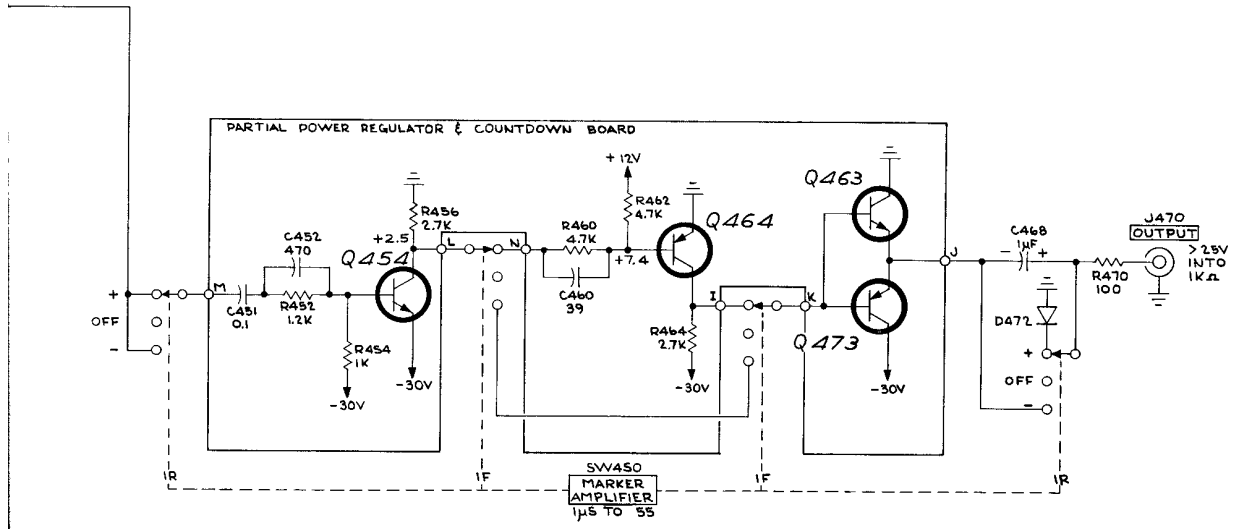 PARTIAL POWER REGULATOR & COUNTDOWN BOARD
+ 12V
Q463
R462
4.7K
Q464
J470
OUTPUT
>25V
INTO
1KΩ
R456
2.7K
R460
4.7K
C468
1µF
- +
C452
470
+2.5
L
N
J
Q454
+7.4
R470
100
C460
39
M
+
OFF
-
C451
0.1
R452
1.2K
I
K
D472
R454
1K
R464
2.7K
Q473
+
OFF
-
-30V
-30V
-30V
-30V
1R
1F
SW450
MARKER
AMPLIFIER
1µS TO 5S
1F
1R